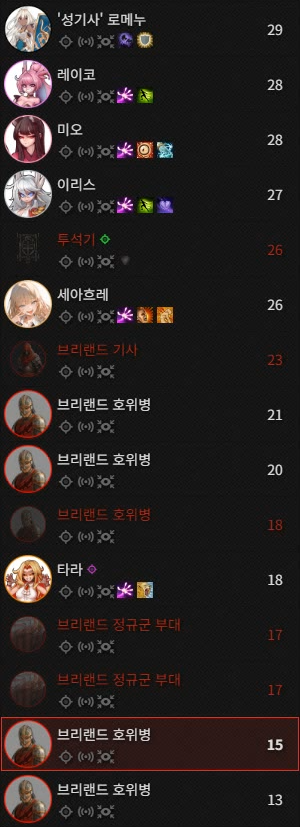 '성기사' 로메누 29
레이코 28
미오 28
이리스 27
투석기 26
세아흐레 26
브리랜드 기사 23
브리랜드 호위병 21
브리랜드 호위병 20
브리랜드 호위병 18
타라 18
브리랜드 정규군 부대 17
브리랜드 정규군 부대 17
브리랜드 호위병 15
브리랜드 호위병 13